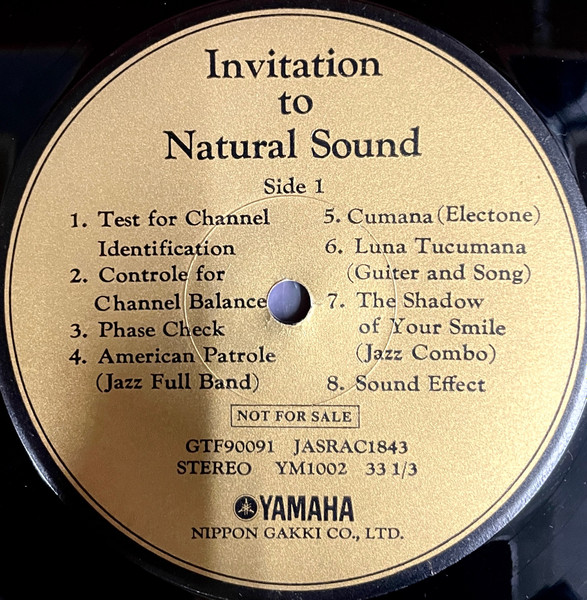 Invitation
to
Natural Sound
Side 1
1. Test for Channel
Identification
2. Controle for
Channel Balance
3. Phase Check
4. American Patrole
(Jazz Full Band)
5. Cumana (Electone)
6. Luna Tucumana
(Guiter and Song)
7. The Shadow
of Your Smile
(Jazz Combo)
8. Sound Effect
NOT FOR SALE
GTF90091 JASRAC1843
STEREO YM1002 33 1/3
YAMAHA
NIPPON GAKKI CO., LTD.